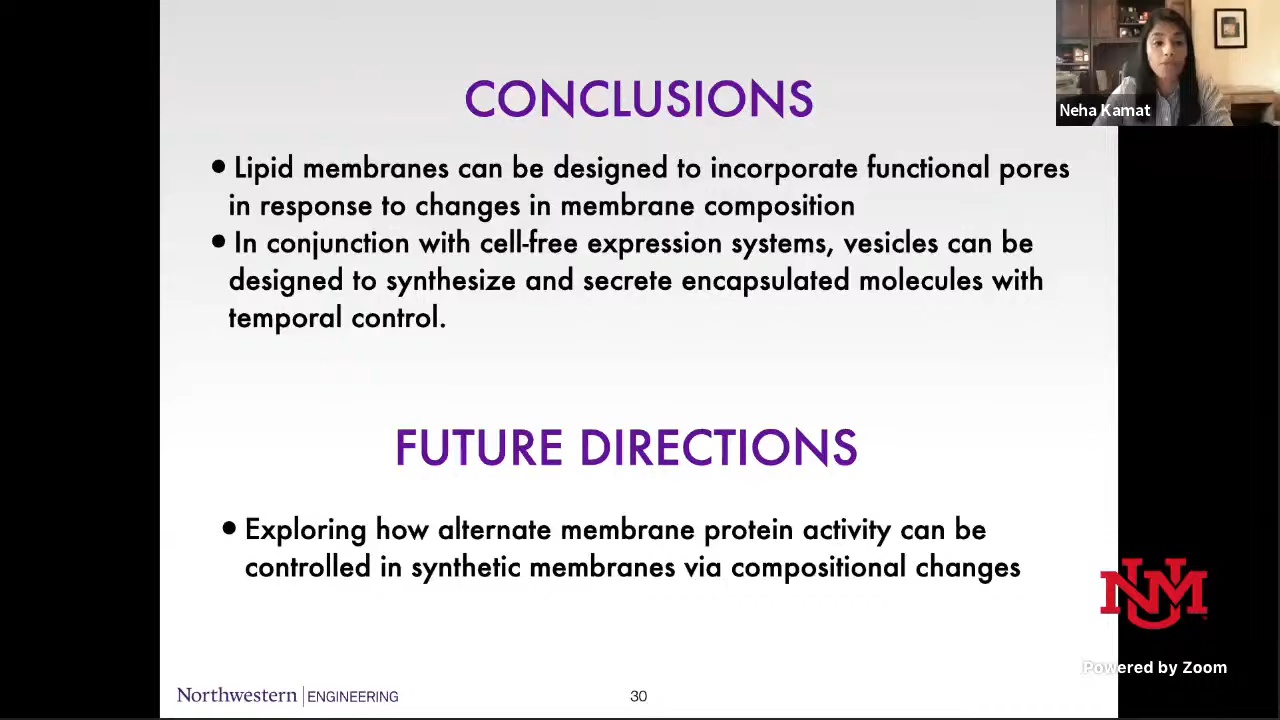 CONCLUSIONS
Neha Kamat
• Lipid membranes can be designed to incorporate functional pores
in response to changes in membrane composition
• In conjunction with cell-free expression systems, vesicles can be
designed to synthesize and secrete encapsulated molecules with
temporal control.
FUTURE DIRECTIONS
• Exploring how alternate membrane protein activity can be
controlled in synthetic membranes via compositional changes
NUM
Powered by Zoom
Northwestern | ENGINEERING
30